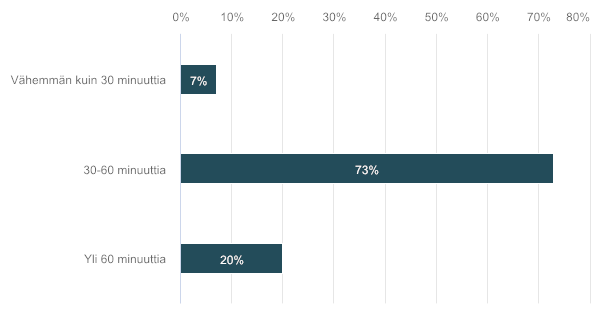 0% 10% 20% 30% 40% 50% 60% 70% 80%
Vähemmän kuin 30 minuuttia 7%
30-60 minuuttia 73%
Yli 60 minuuttia 20%